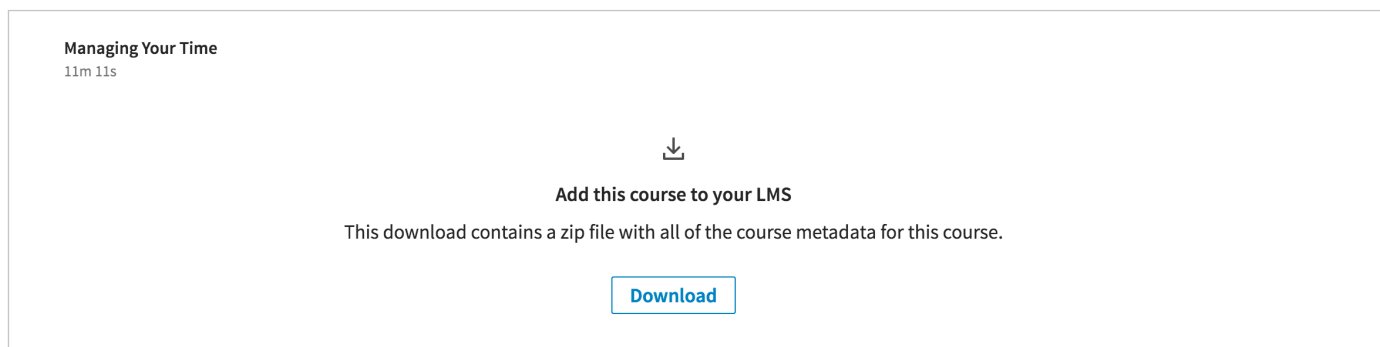 Managing Your Time
11m 11s
Add this course to your LMS
This download contains a zip file with all of the course metadata for this course.
Download